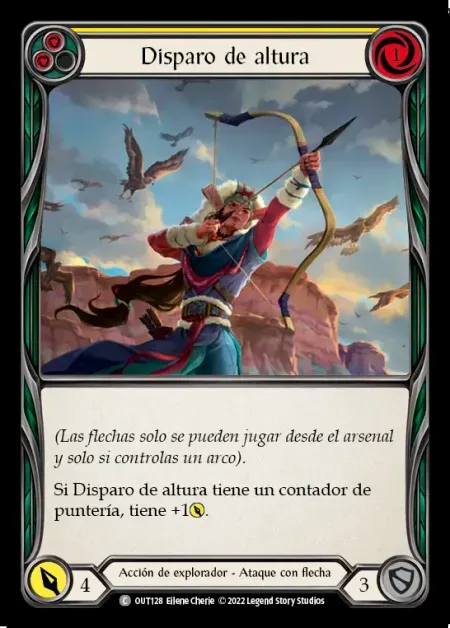 Disparo de altura
1
(Las flechas solo se pueden jugar desde el arsenal
y solo si controlas un arco).
Si Disparo de altura tiene un contador de
puntería, tiene +1.
4
Acción de explorador - Ataque con flecha
3
C OUT128 Eilene Cherie © 2022 Legend Story Studios